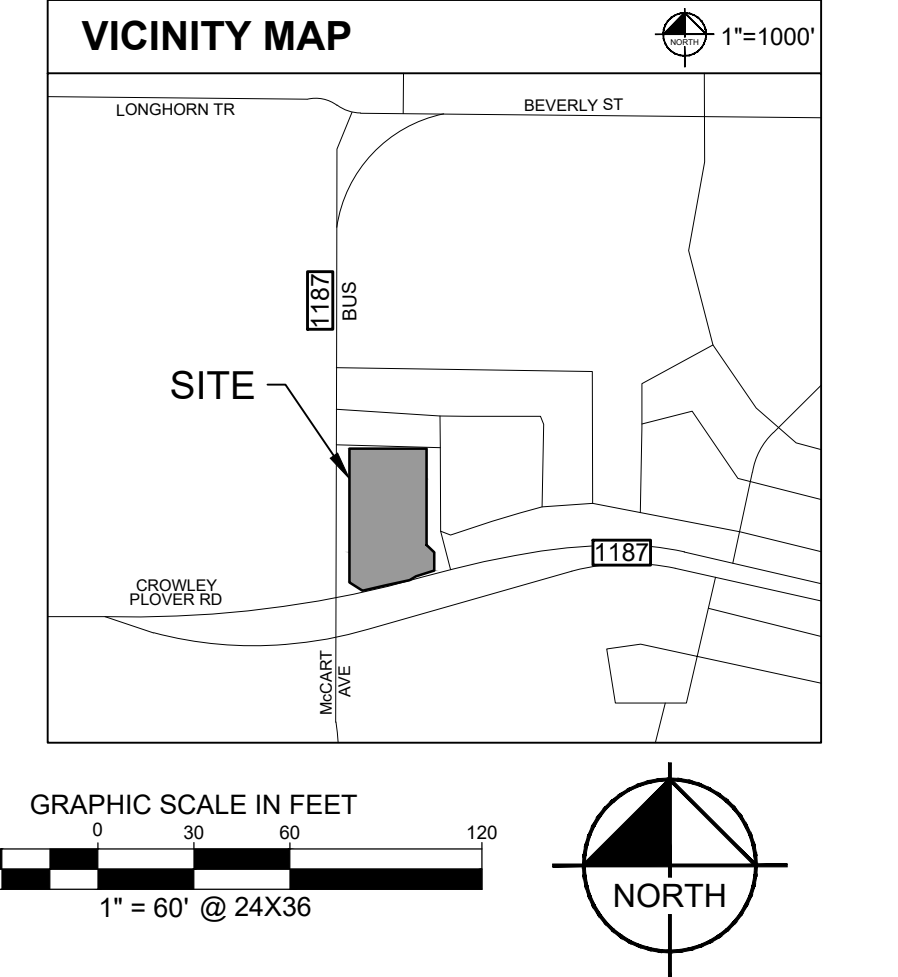 VICINITY MAP
NORTH
1"=1000'
LONGHORN TR
BEVERLY ST
1187
BUS
SITE
1187
CROWLEY
PLOVER RD
McCART
AVE
GRAPHIC SCALE IN FEET
0 30 60 120
1" = 60' @ 24X36
NORTH